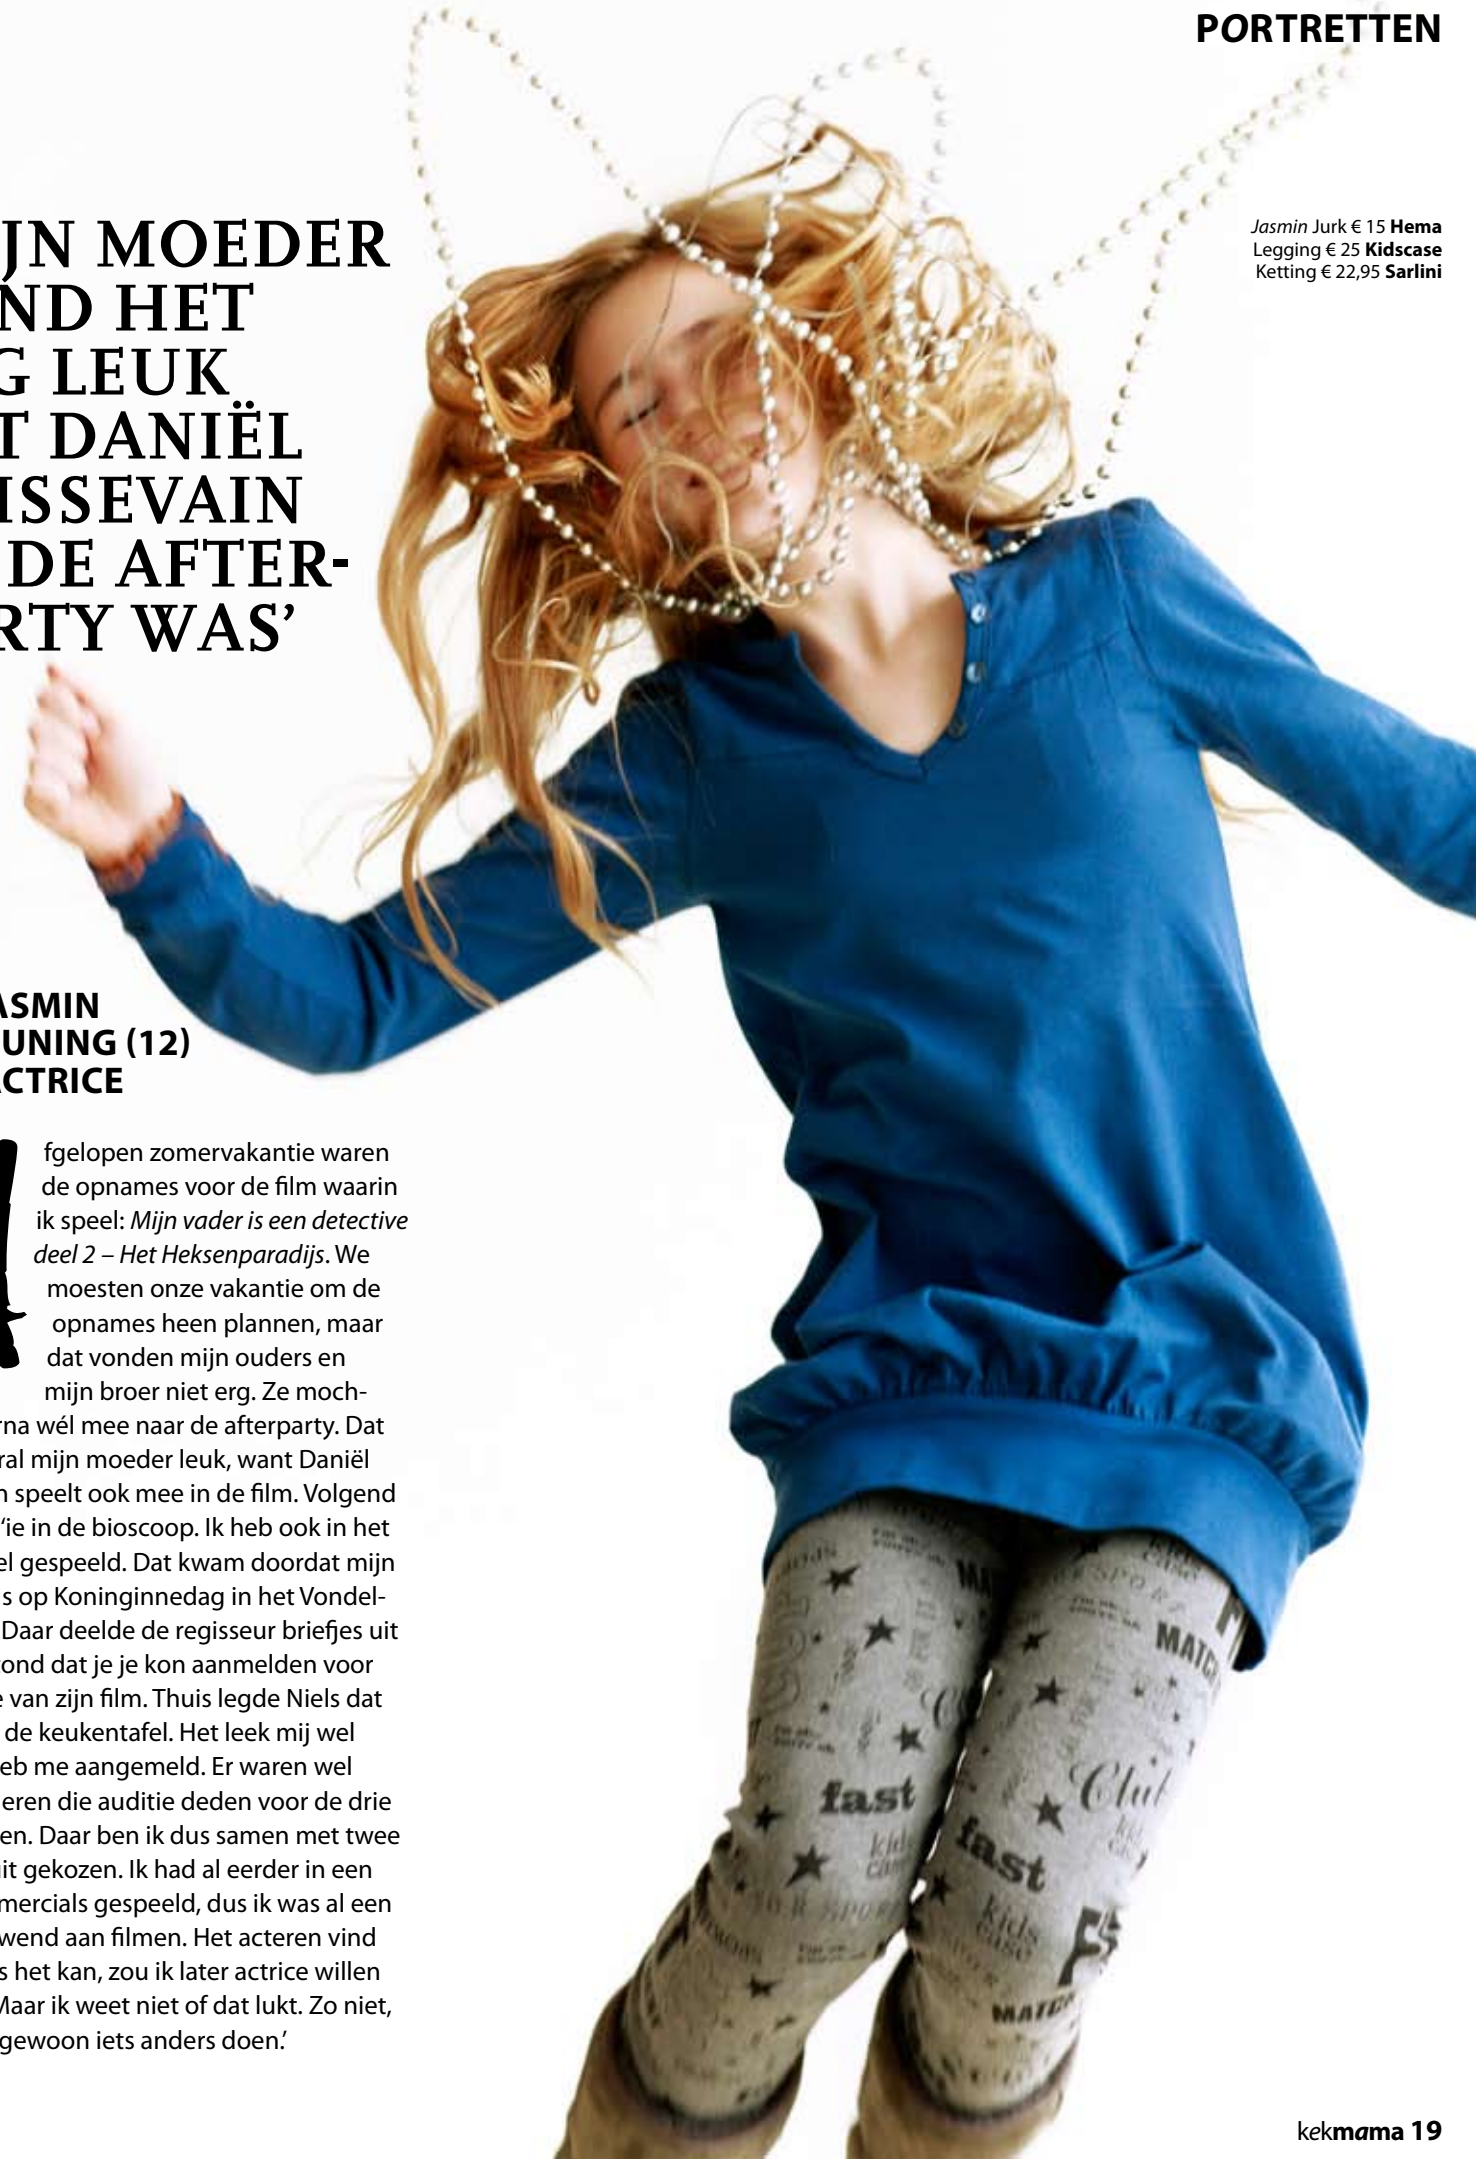 PORTRETTEN
JN MOEDER
ND HET
G LEUK
T DANIËL
ISSEVAIN
DE AFTER-
RTY WAS’
Jasmin Jurk € 15 Hema
Legging € 25 Kidscase
Ketting € 22,95 Sarlini
ASMIN
UNING (12)
ACTRICE
fgelopen zomervakantie waren
de opnames voor de film waarin
ik speel: Mijn vader is een detective
deel 2 – Het Heksenparadijs. We
moesten onze vakantie om de
opnames heen plannen, maar
dat vonden mijn ouders en
mijn broer niet erg. Ze moch-
rna wél mee naar de afterparty. Dat
ral mijn moeder leuk, want Daniël
n speelt ook mee in de film. Volgend
‘ie in de bioscoop. Ik heb ook in het
el gespeeld. Dat kwam doordat mijn
s op Koninginnedag in het Vondel-
Daar deelde de regisseur briefjes uit
ond dat je je kon aanmelden voor
e van zijn film. Thuis legde Niels dat
de keukentafel. Het leek mij wel
eb me aangemeld. Er waren wel
eren die auditie deden voor de drie
en. Daar ben ik dus samen met twee
uit gekozen. Ik had al eerder in een
mercials gespeeld, dus ik was al een
wend aan filmen. Het acteren vind
s het kan, zou ik later actrice willen
Maar ik weet niet of dat lukt. Zo niet,
gewoon iets anders doen.’
MATCH
Club
fast
fast
kids
case
kids
case
MATCH
kekmama 19